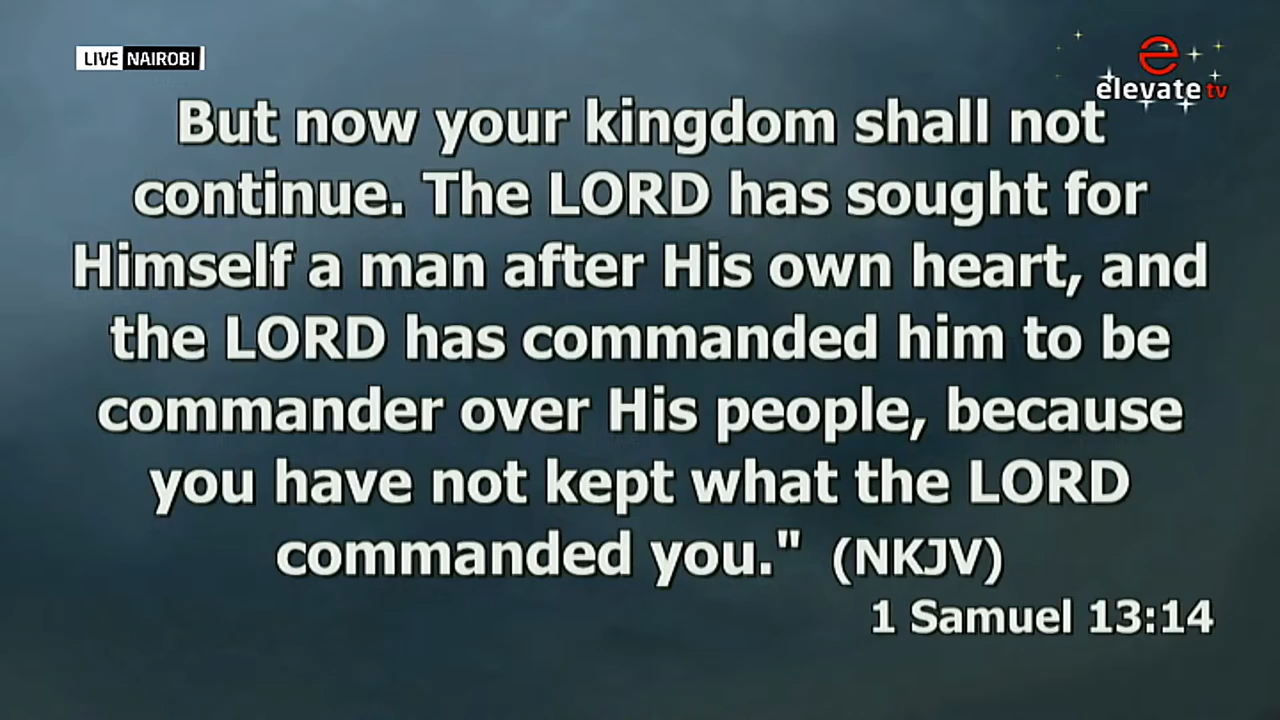 LIVE NAIROBI
elevate tv
But now your kingdom shall not
continue. The LORD has sought for
Himself a man after His own heart, and
the LORD has commanded him to be
commander over His people, because
you have not kept what the LORD
commanded you." (NKJV)
1 Samuel 13:14